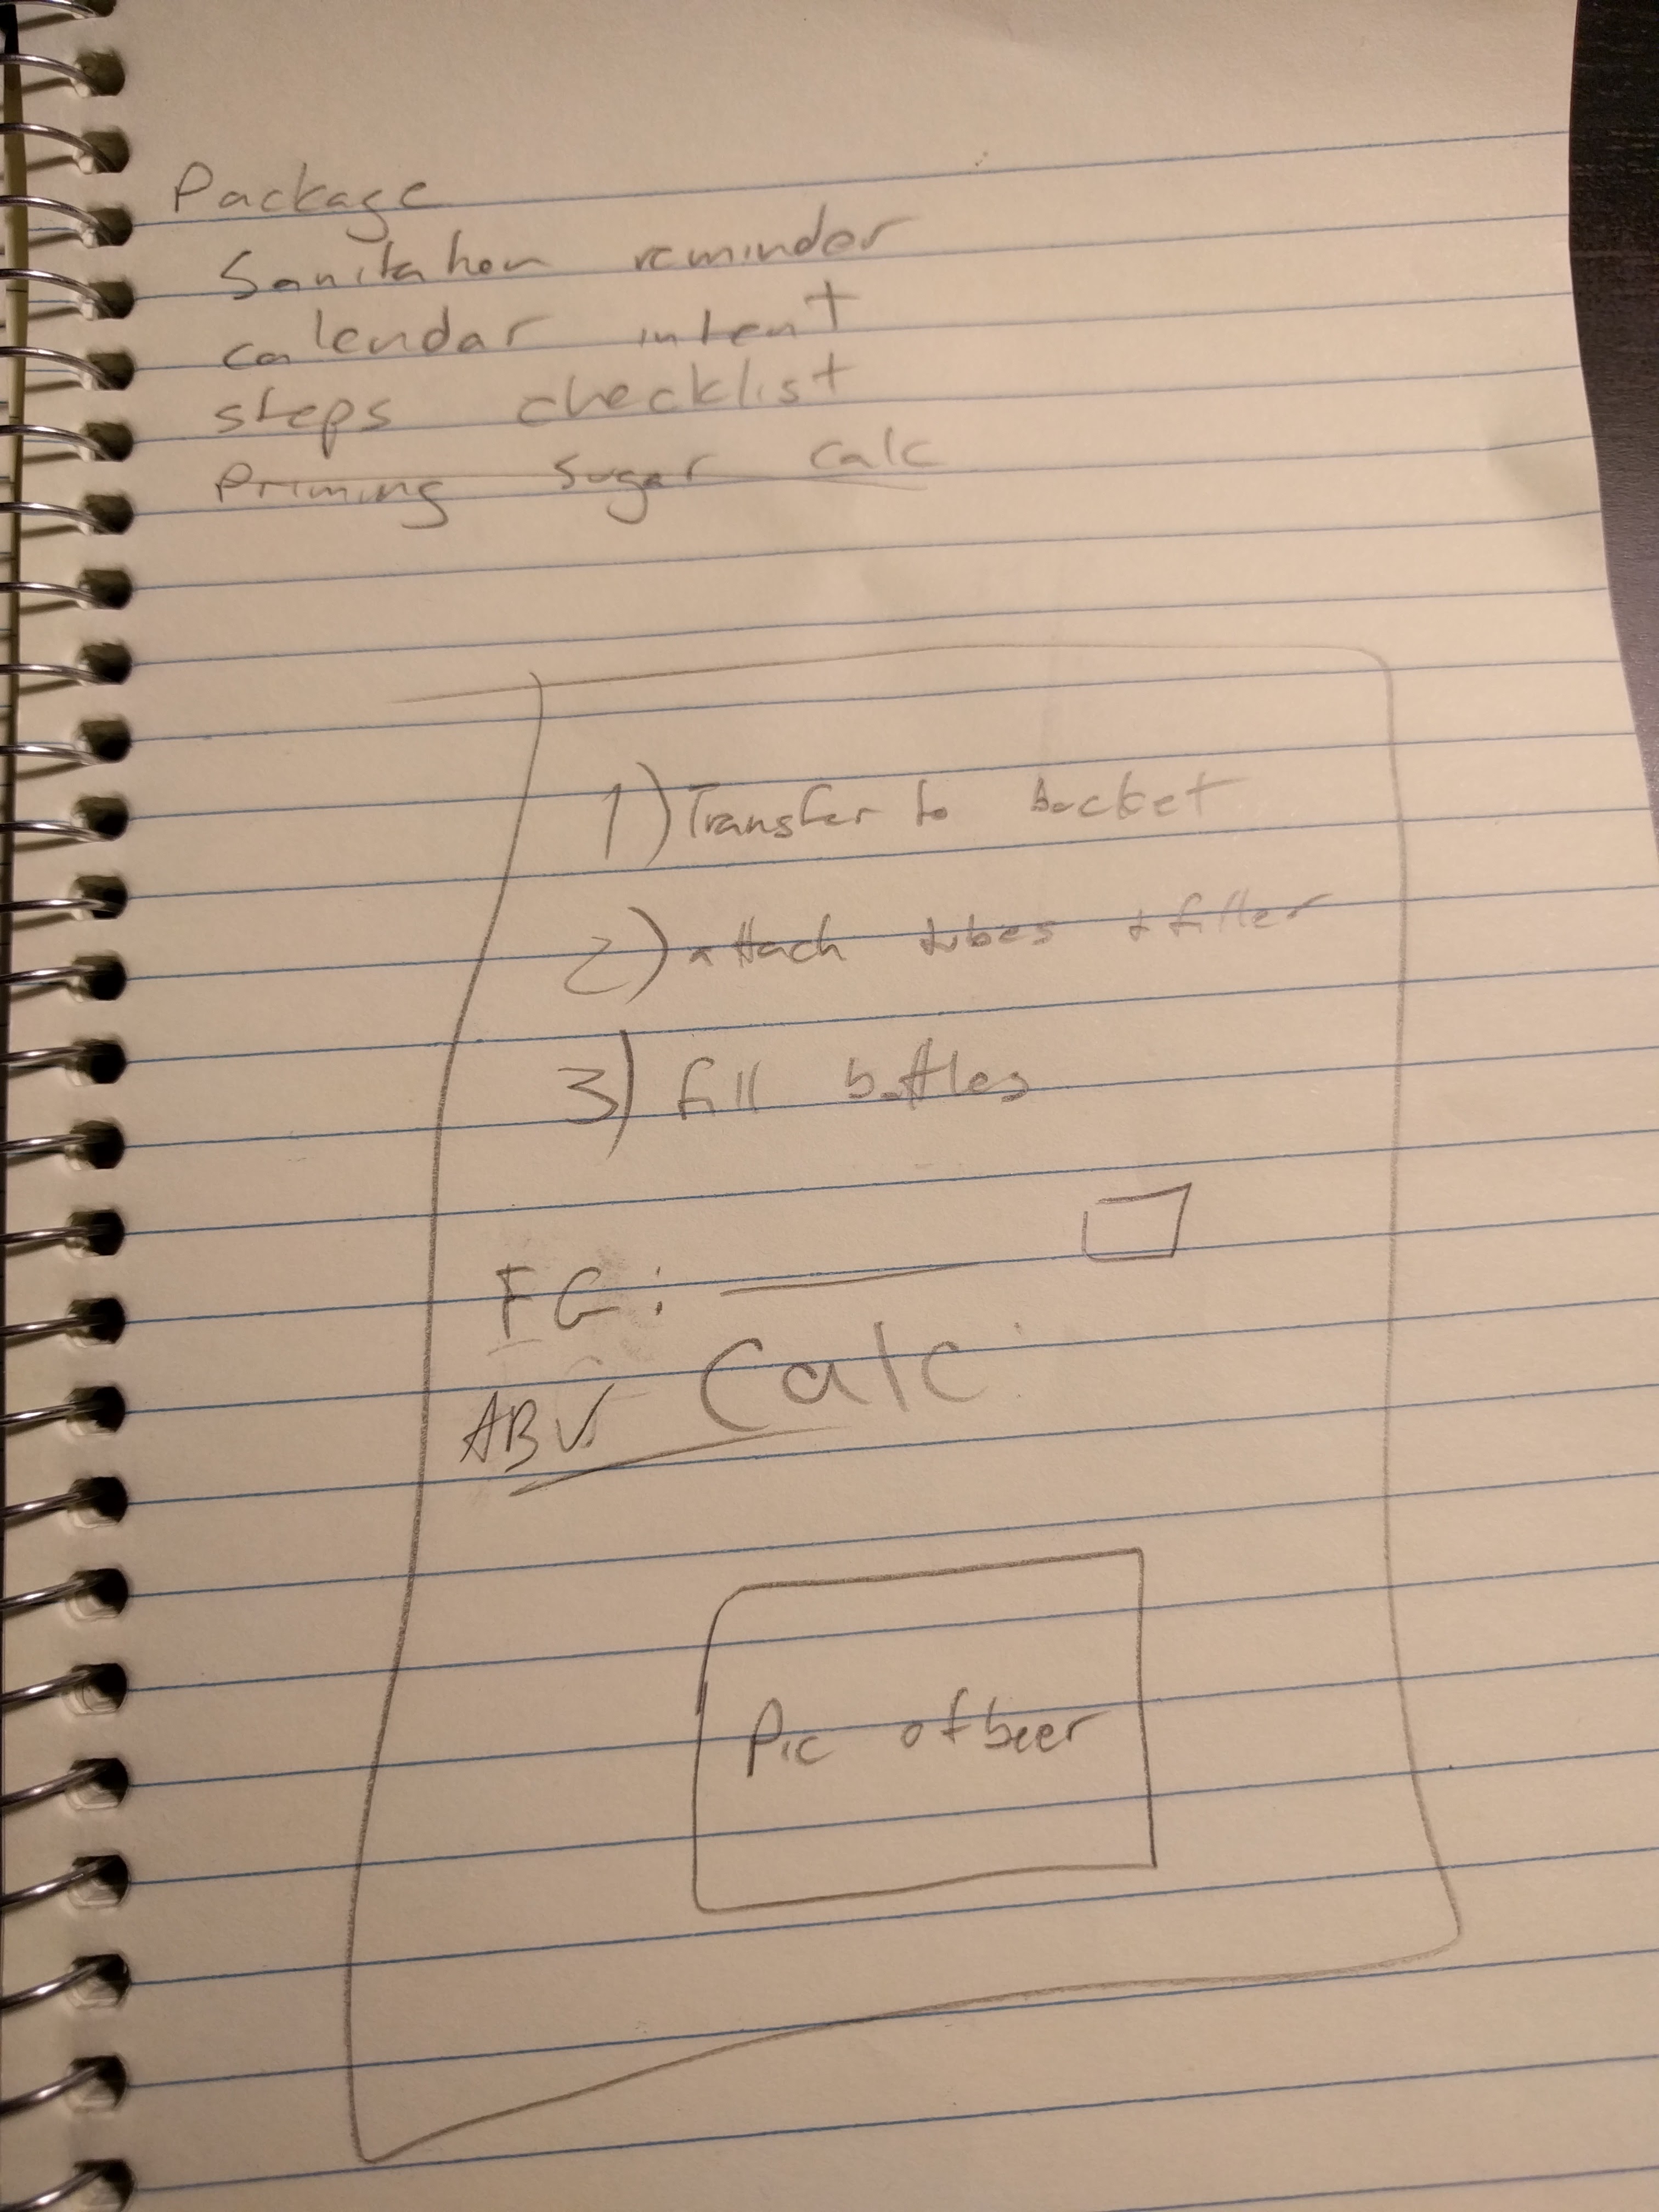 Package
Sanitation reminder
calendar intent
steps checklist
Priming sugar calc
1) Transfer to bucket
2) attach tubes + filler
3) fill bottles
FG:
ABV. Calc
Pic of beer